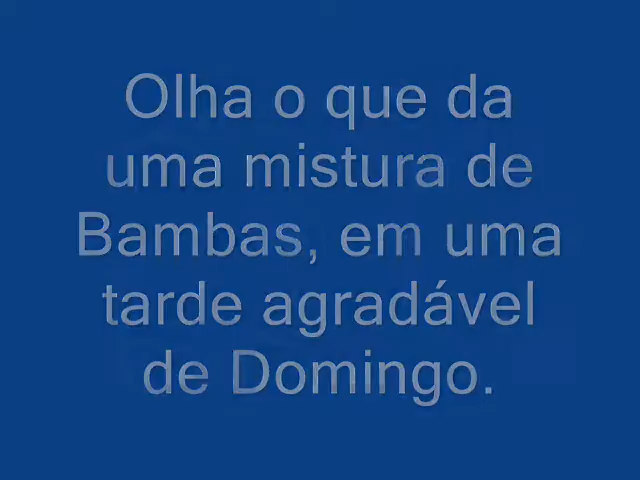 Olha o que da
uma mistura de
Bambas, em uma
tarde agradável
de Domingo.